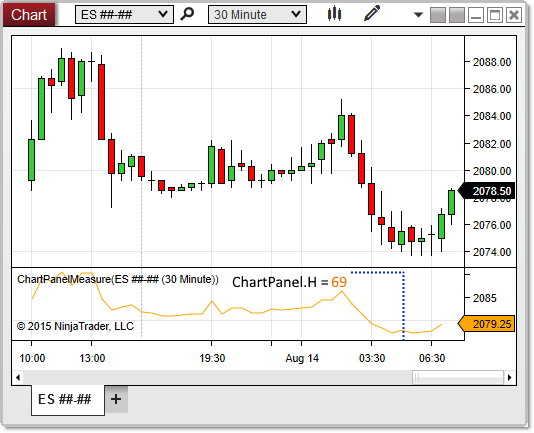 Chart ES ##-## 30 Minute
2088.00
2086.00
2084.00
2082.00
2080.00
2078.50
2076.00
2074.00
ChartPanelMeasure(ES ##-## (30 Minute)) ChartPanel.H = 69
2085
2079.25
© 2015 NinjaTrader, LLC
10:00 13:00 19:30 Aug 14 03:30 06:30
ES ##-## +